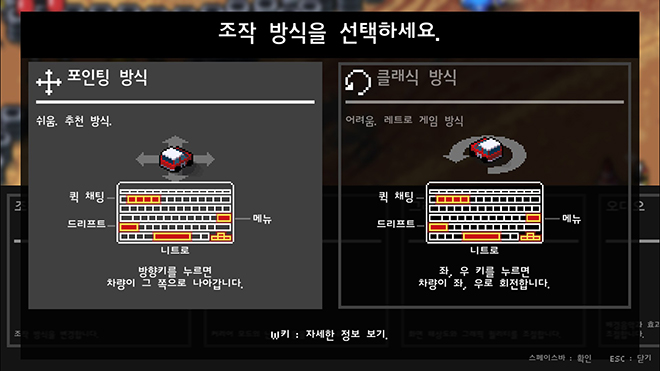 조작 방식을 선택하세요.
포인팅 방식
쉬움. 추천 방식.
퀵 채팅
드리프트
메뉴
니트로
방향키를 누르면
차량이 그 쪽으로 나아갑니다.
클래식 방식
어려움. 레트로 게임 방식
퀵 채팅
드리프트
메뉴
니트로
좌, 우 키를 누르면
차량이 좌, 우로 회전합니다.
W키 : 자세한 정보 보기.
스페이스바 : 확인
ESC : 닫기